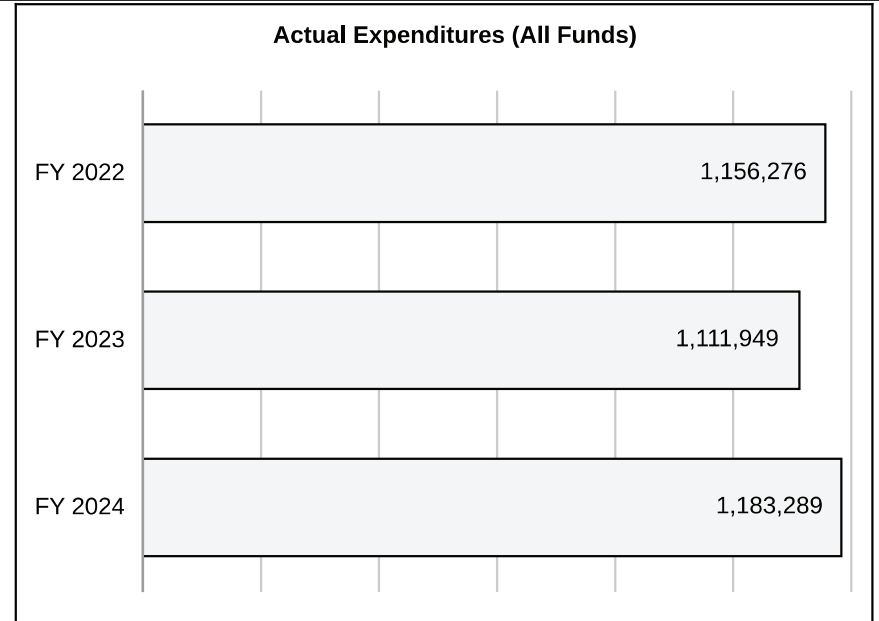 Actual Expenditures (All Funds)
FY 2022 1,156,276
FY 2023 1,111,949
FY 2024 1,183,289